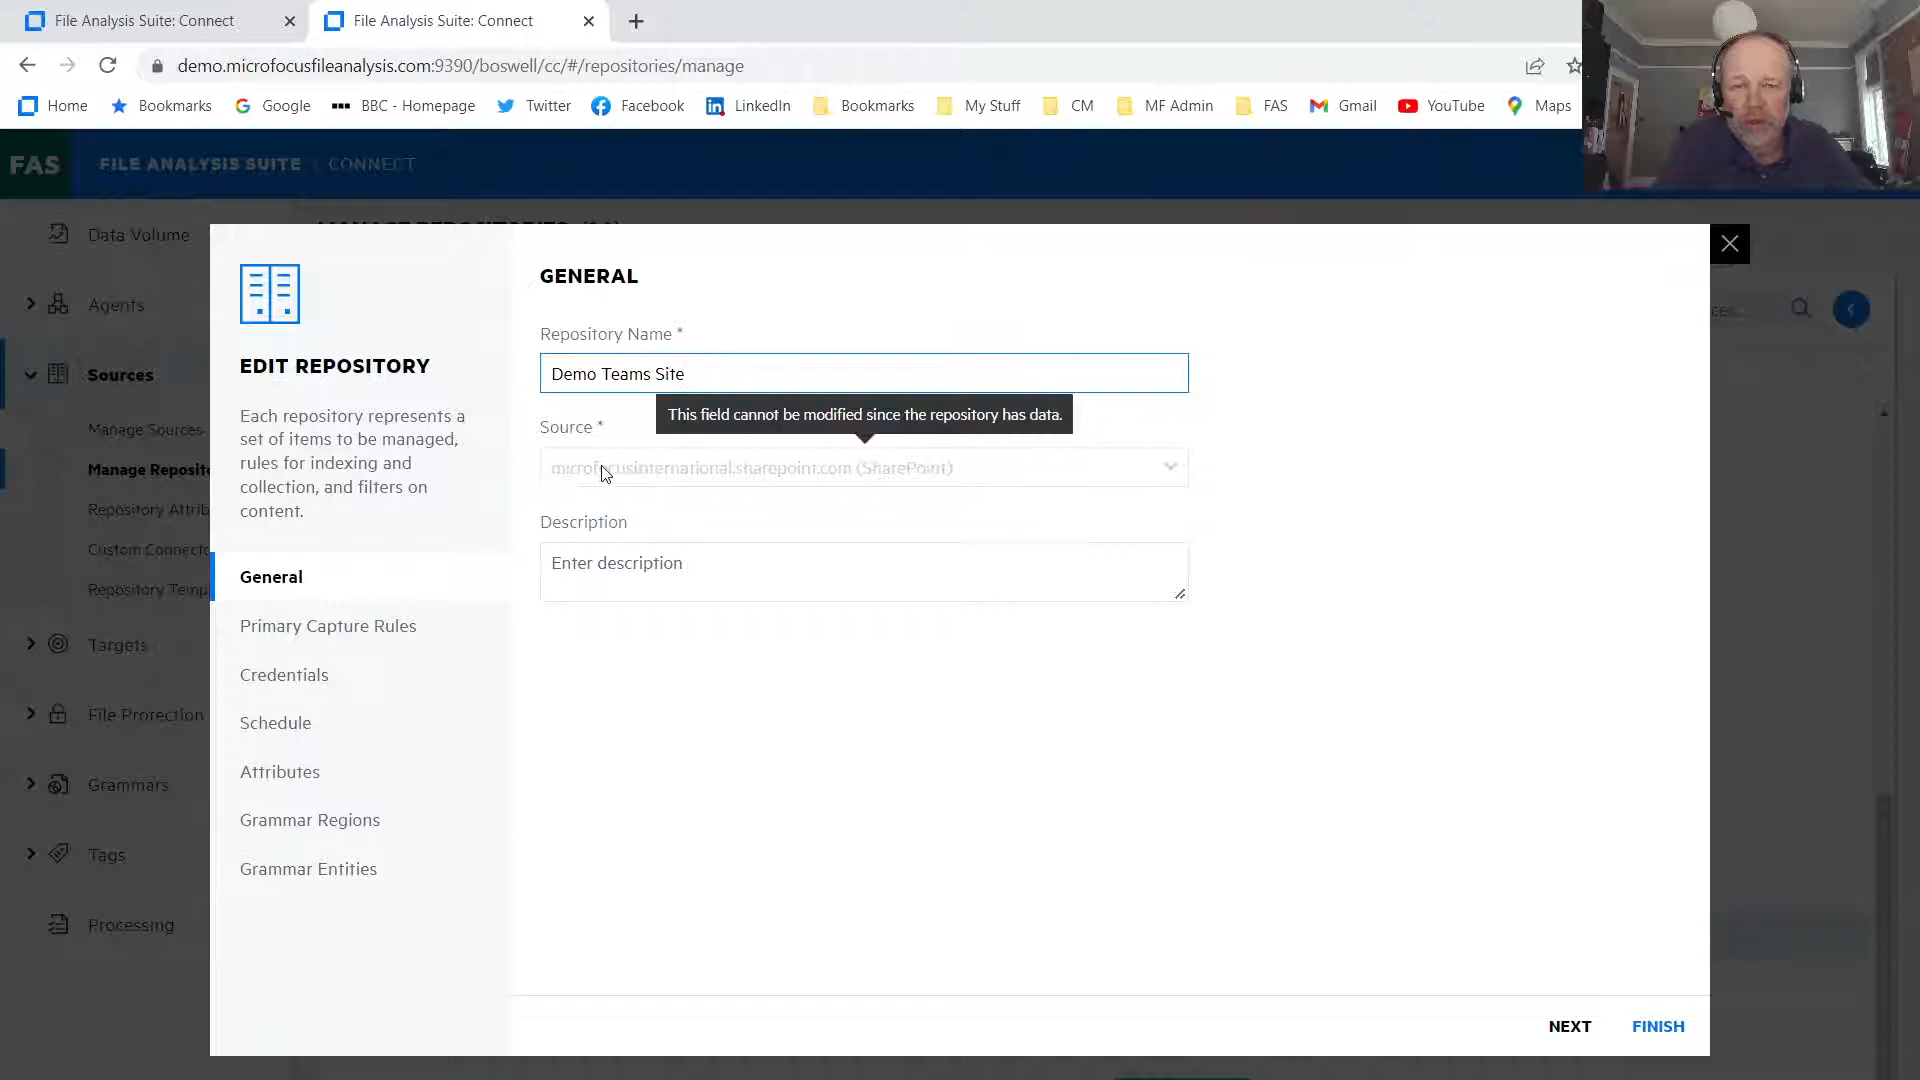 File Analysis Suite: Connect
File Analysis Suite: Connect
demo.microfocusfileanalysis.com:9390/boswell/cc/#/repositories/manage
Home
Bookmarks
Google
BBC - Homepage
Twitter
Facebook
LinkedIn
Bookmarks
My Stuff
CM
MF Admin
FAS
Gmail
YouTube
Maps
FAS
FILE ANALYSIS SUITE
CONNECT
Data Volume
Agents
Sources
Manage Sources
Manage Reposito
Repository Attrib
Custom Connecto
Repository Temp
Targets
File Protection
Grammars
Tags
Processing
EDIT REPOSITORY
Each repository represents a
set of items to be managed,
rules for indexing and
collection, and filters on
content.
General
Primary Capture Rules
Credentials
Schedule
Attributes
Grammar Regions
Grammar Entities
GENERAL
Repository Name *
Demo Teams Site
This field cannot be modified since the repository has data.
Source *
microfocusinternational.sharepoint.com (SharePoint)
Description
Enter description
NEXT
FINISH